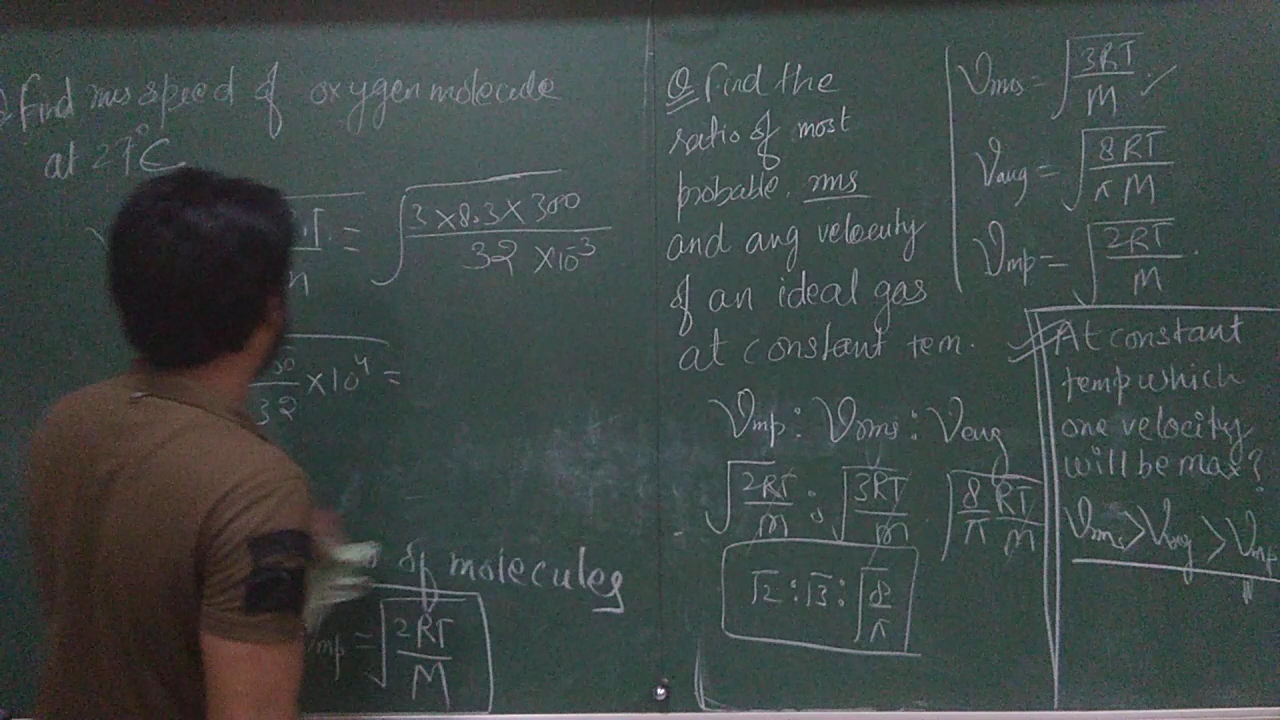 Find rms speed of oxygen molecule
at 27°C
= √(3×8.3×300 / 32×10⁻³)
/32 ×10⁴ =
of molecules
Vmp = √(2RT/M)
Q Find the
ratio of most
probable, rms
and avg velocity
of an ideal gas
at constant tem.
Vmp : Vrms : Vavg
√(2RT/M) : √(3RT/M) √(8/π RT/M)
√2 : √3 : √(8/π)
Vrms = √(3RT/M) ✓
Vavg = √(8RT/πM)
Vmp = √(2RT/M)
At constant
temp which
one velocity
will be max?
Vrms > Vavg > Vmp